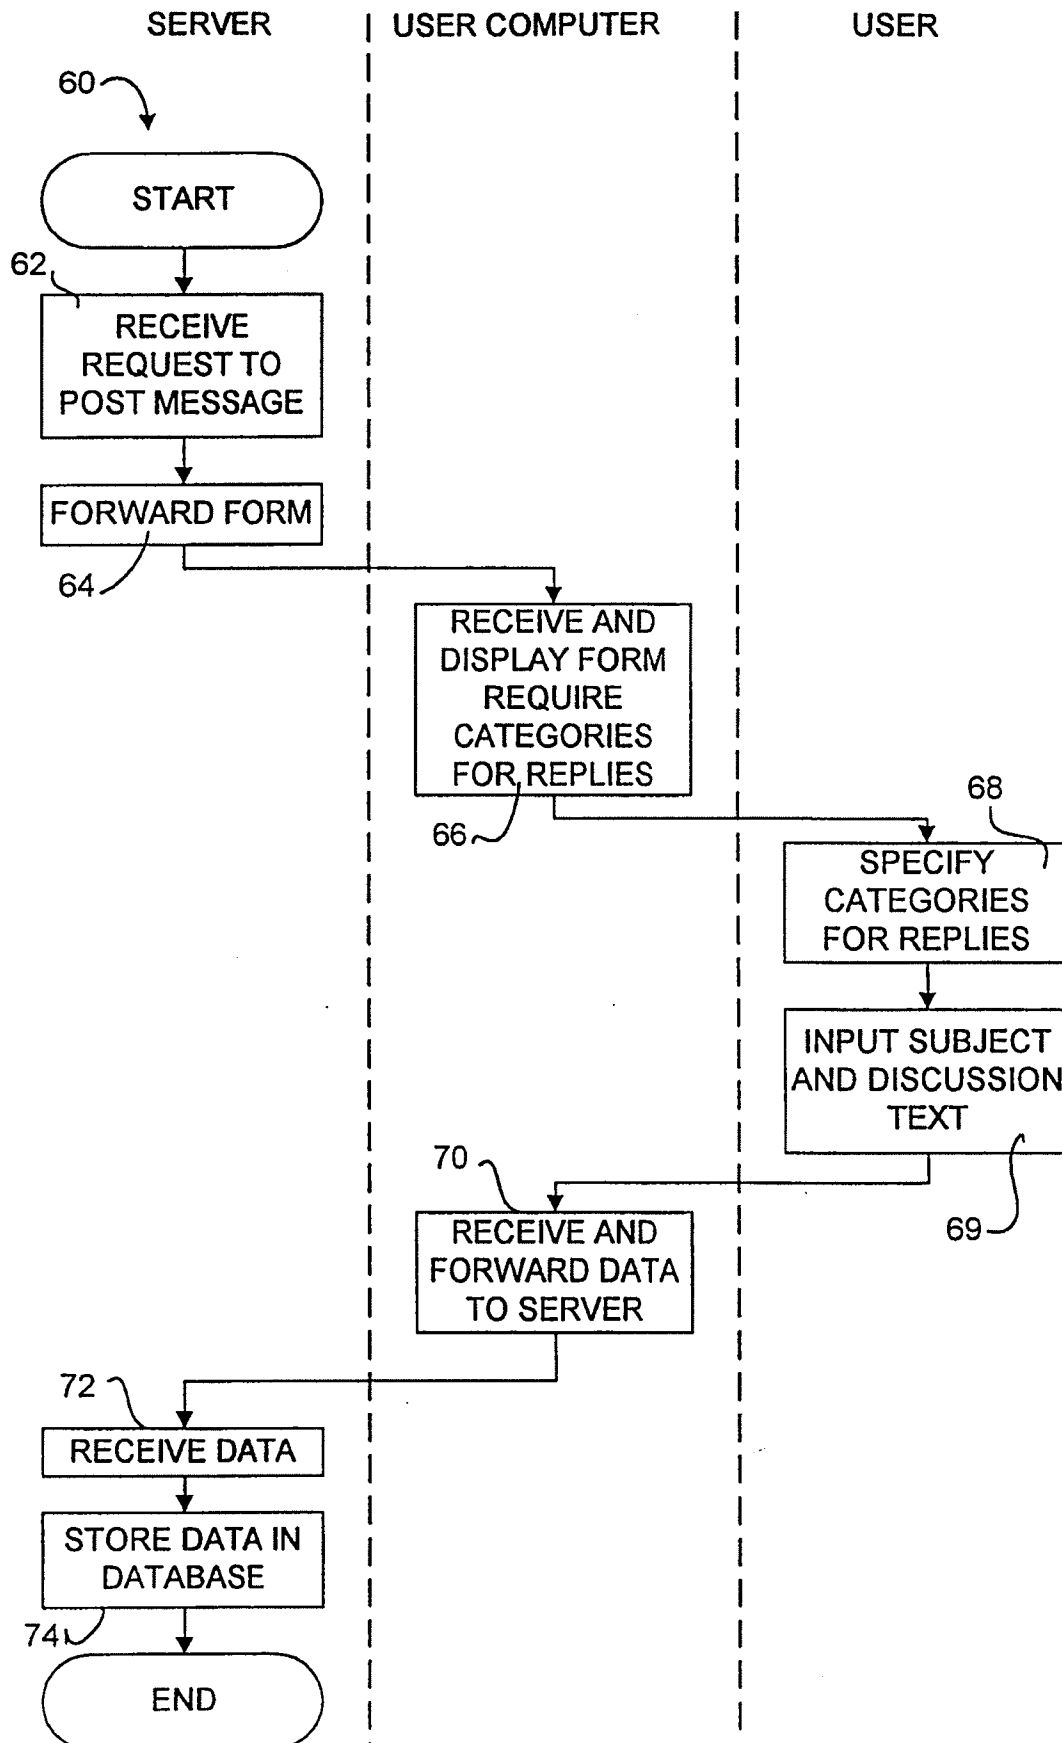 SERVER
USER COMPUTER
USER
60
START
62
RECEIVE
REQUEST TO
POST MESSAGE
FORWARD FORM
64
RECEIVE AND
DISPLAY FORM
REQUIRE
CATEGORIES
FOR REPLIES
66
68
SPECIFY
CATEGORIES
FOR REPLIES
INPUT SUBJECT
AND DISCUSSION
TEXT
69
70
RECEIVE AND
FORWARD DATA
TO SERVER
72
RECEIVE DATA
STORE DATA IN
DATABASE
74
END